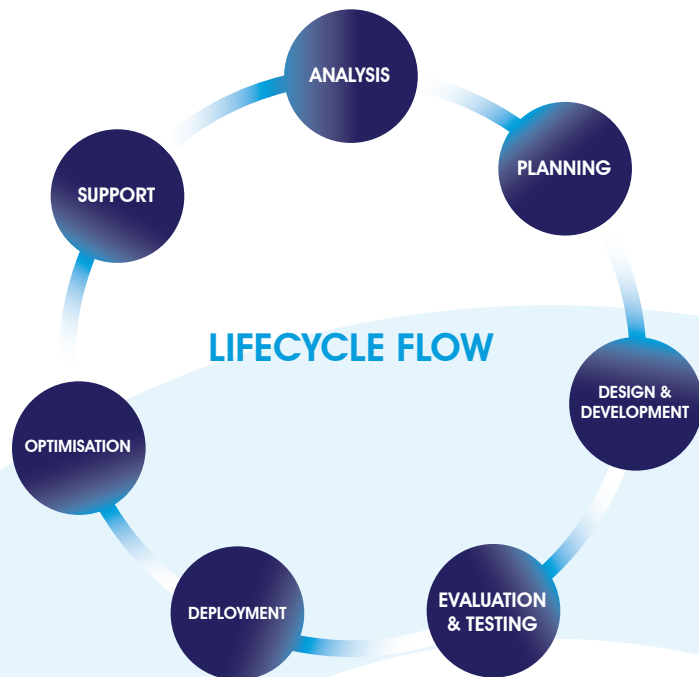 ANALYSIS
PLANNING
SUPPORT
LIFECYCLE FLOW
DESIGN &
DEVELOPMENT
OPTIMISATION
EVALUATION
& TESTING
DEPLOYMENT